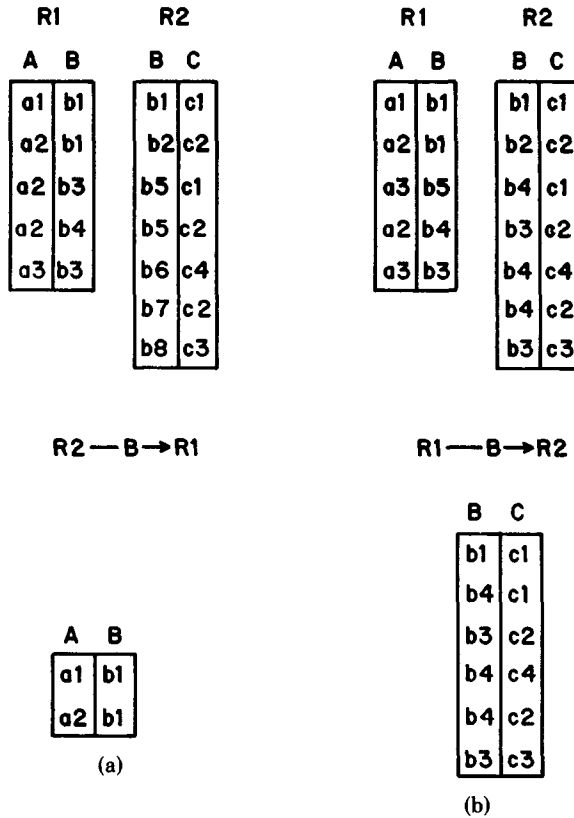 R1 R2
A B B C
a1 b1 b1 c1
a2 b1 b2 c2
a2 b3 b5 c1
a2 b4 b5 c2
a3 b3 b6 c4
b7 c2
b8 c3
R2 — B → R1
A B
a1 b1
a2 b1
(a)
R1 R2
A B B C
a1 b1 b1 c1
a2 b1 b2 c2
a3 b5 b4 c1
a2 b4 b3 c2
a3 b3 b4 c4
b4 c2
b3 c3
R1 — B → R2
B C
b1 c1
b4 c1
b3 c2
b4 c4
b4 c2
b3 c3
(b)